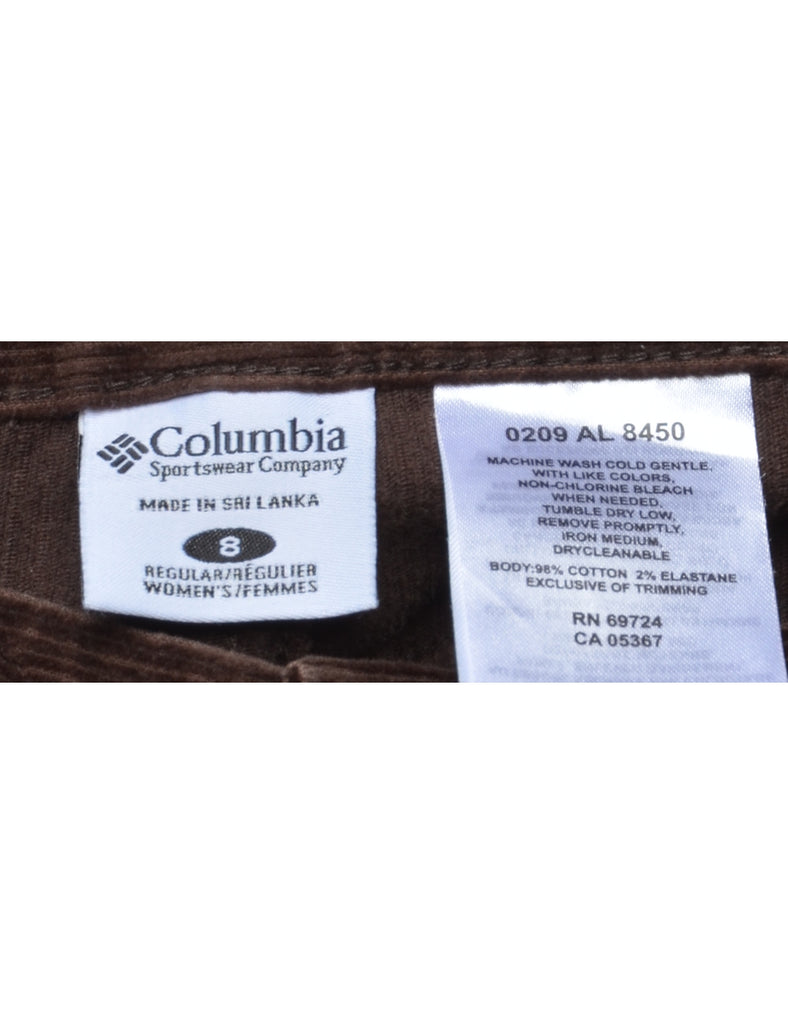 Columbia
Sportswear Company
MADE IN SRI LANKA
8
REGULAR/RÉGULIER
WOMEN'S/FEMMES
0209 AL 8450
MACHINE WASH COLD GENTLE,
WITH LIKE COLORS,
NON-CHLORINE BLEACH
WHEN NEEDED,
TUMBLE DRY LOW,
REMOVE PROMPTLY,
IRON MEDIUM,
DRYCLEANABLE
BODY:98% COTTON 2% ELASTANE
EXCLUSIVE OF TRIMMING
RN 69724
CA 05367